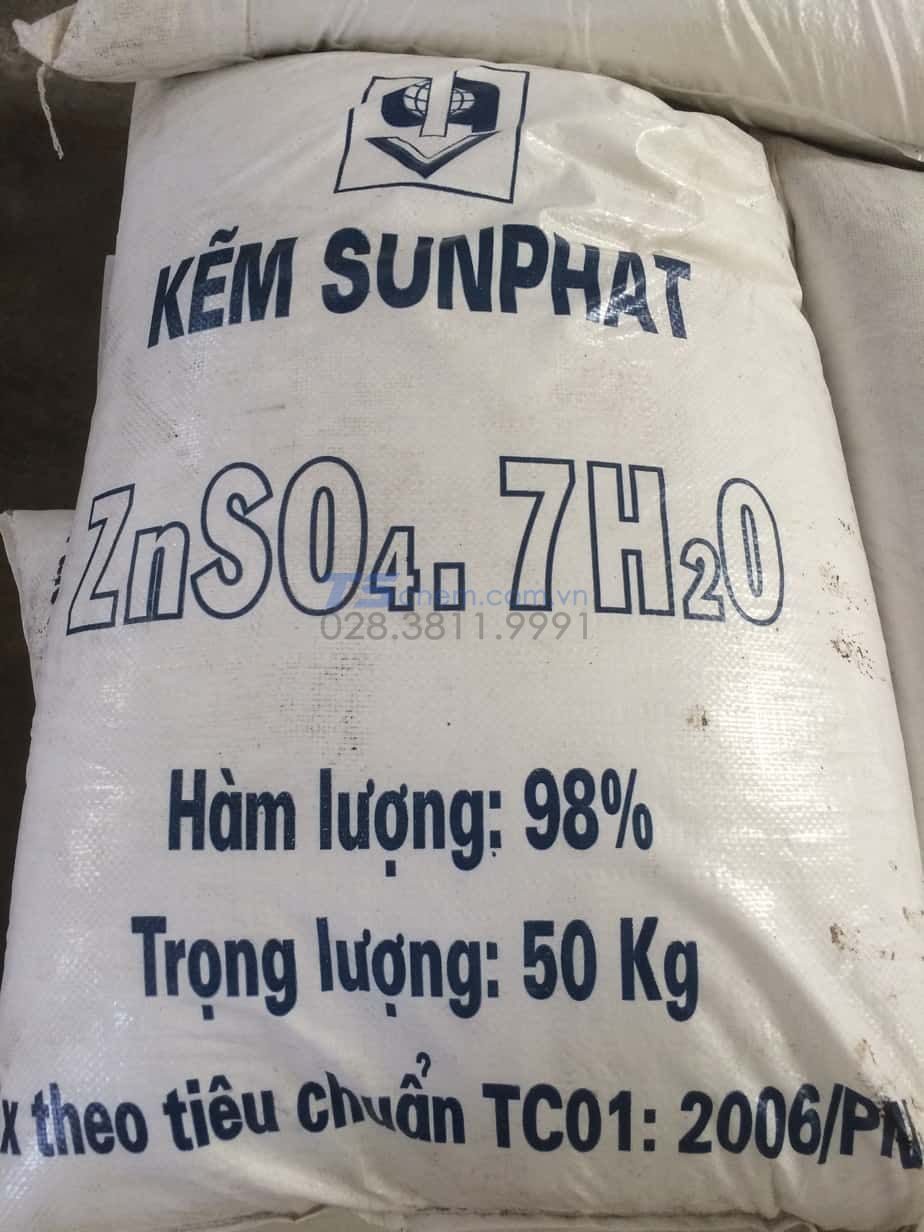 KẼM SUNPHAT
ZnSO4. 7H2O
TSchem.com.vn
028.3811.9991
Hàm lượng: 98%
Trọng lượng: 50 Kg
x theo tiêu chuẩn TC01: 2006/PN